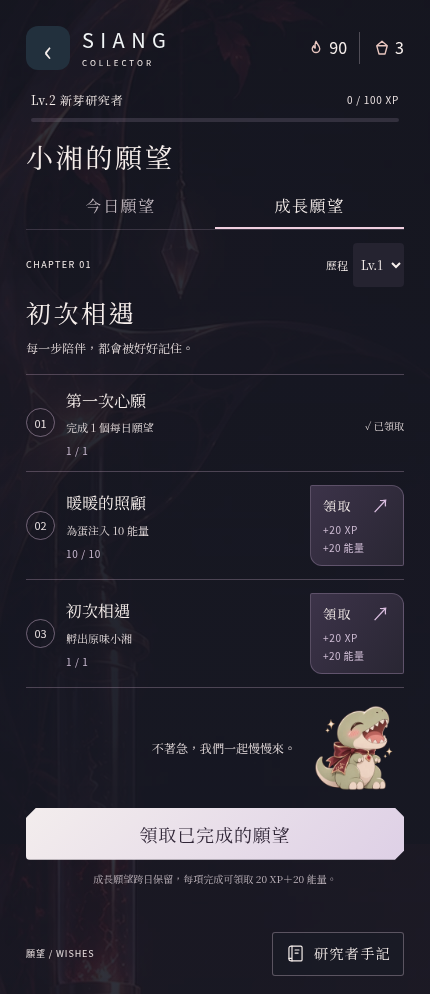 ‹ SIANG
COLLECTOR
90
3
Lv.2 新芽研究者
0 / 100 XP
小湘的願望
今日願望
成長願望
CHAPTER 01
歷程
Lv.1
初次相遇
每一步陪伴，都會被好好記住。
01
第一次心願
完成 1 個每日願望
1 / 1
✓ 已領取
02
暖暖的照顧
為蛋注入 10 能量
10 / 10
領取 ↗
+20 XP
+20 能量
03
初次相遇
孵出原味小湘
1 / 1
領取 ↗
+20 XP
+20 能量
不著急，我們一起慢慢來。
領取已完成的願望
成長願望跨日保留，每項完成可領取 20 XP＋20 能量。
願望 / WISHES
研究者手記